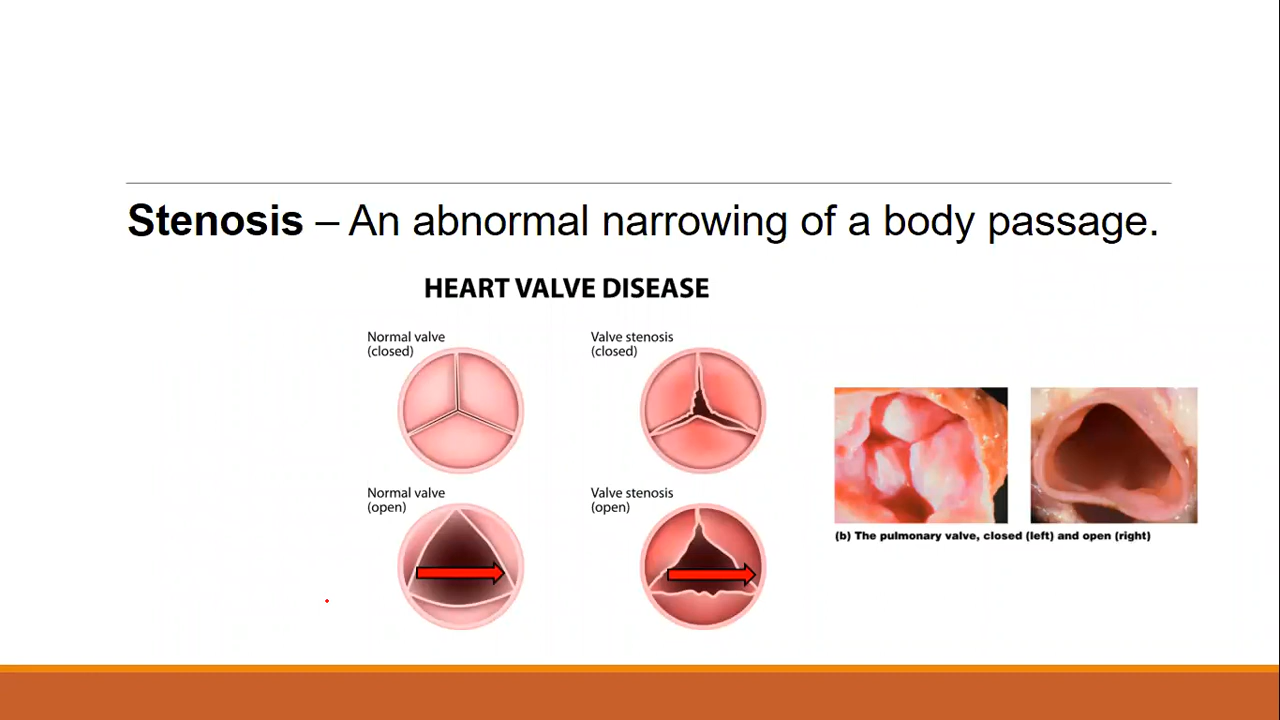 Stenosis – An abnormal narrowing of a body passage.
HEART VALVE DISEASE
Normal valve
(closed)
Valve stenosis
(closed)
Normal valve
(open)
Valve stenosis
(open)
(b) The pulmonary valve, closed (left) and open (right)